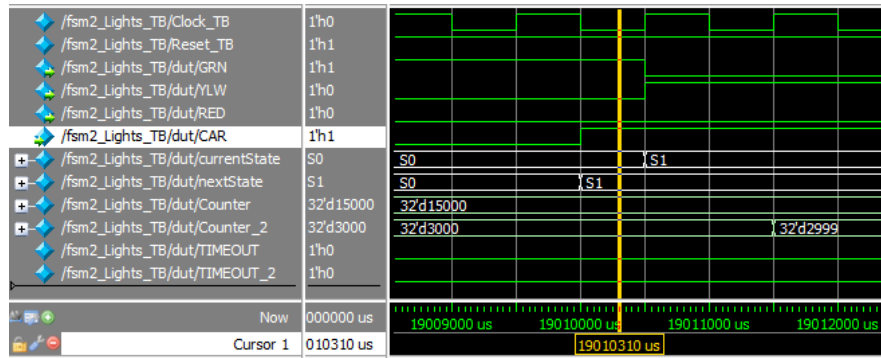 /fsm2_Lights_TB/Clock_TB 1'h0
/fsm2_Lights_TB/Reset_TB 1'h1
/fsm2_Lights_TB/dut/GRN 1'h1
/fsm2_Lights_TB/dut/YLW 1'h0
/fsm2_Lights_TB/dut/RED 1'h0
/fsm2_Lights_TB/dut/CAR 1'h1
/fsm2_Lights_TB/dut/currentState S0 S0 S1
/fsm2_Lights_TB/dut/nextState S1 S0 S1
/fsm2_Lights_TB/dut/Counter 32'd15000 32'd15000
/fsm2_Lights_TB/dut/Counter_2 32'd3000 32'd3000 32'd2999
/fsm2_Lights_TB/dut/TIMEOUT 1'h0
/fsm2_Lights_TB/dut/TIMEOUT_2 1'h0
Now 000000 us 19009000 us 19010000 us 19011000 us 19012000 us
Cursor 1 010310 us 19010310 us